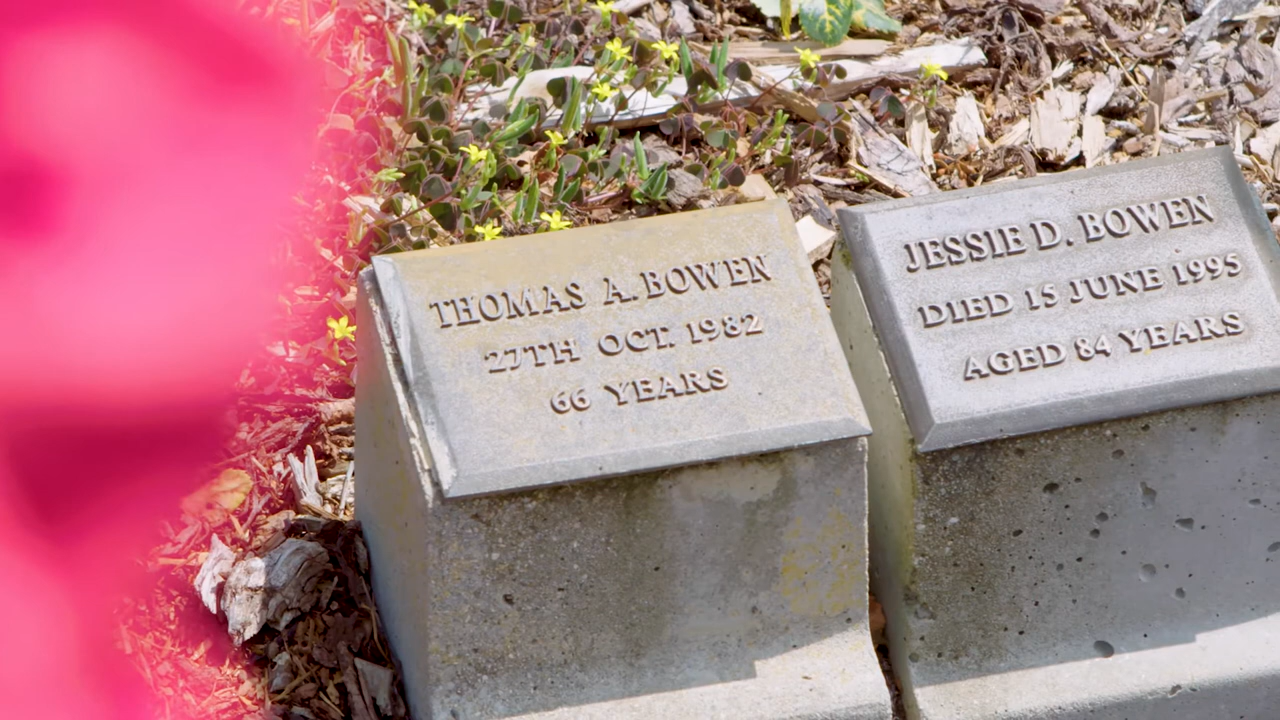 THOMAS A. BOWEN
27TH OCT. 1982
66 YEARS
JESSIE D. BOWEN
DIED 15 JUNE 1995
AGED 84 YEARS